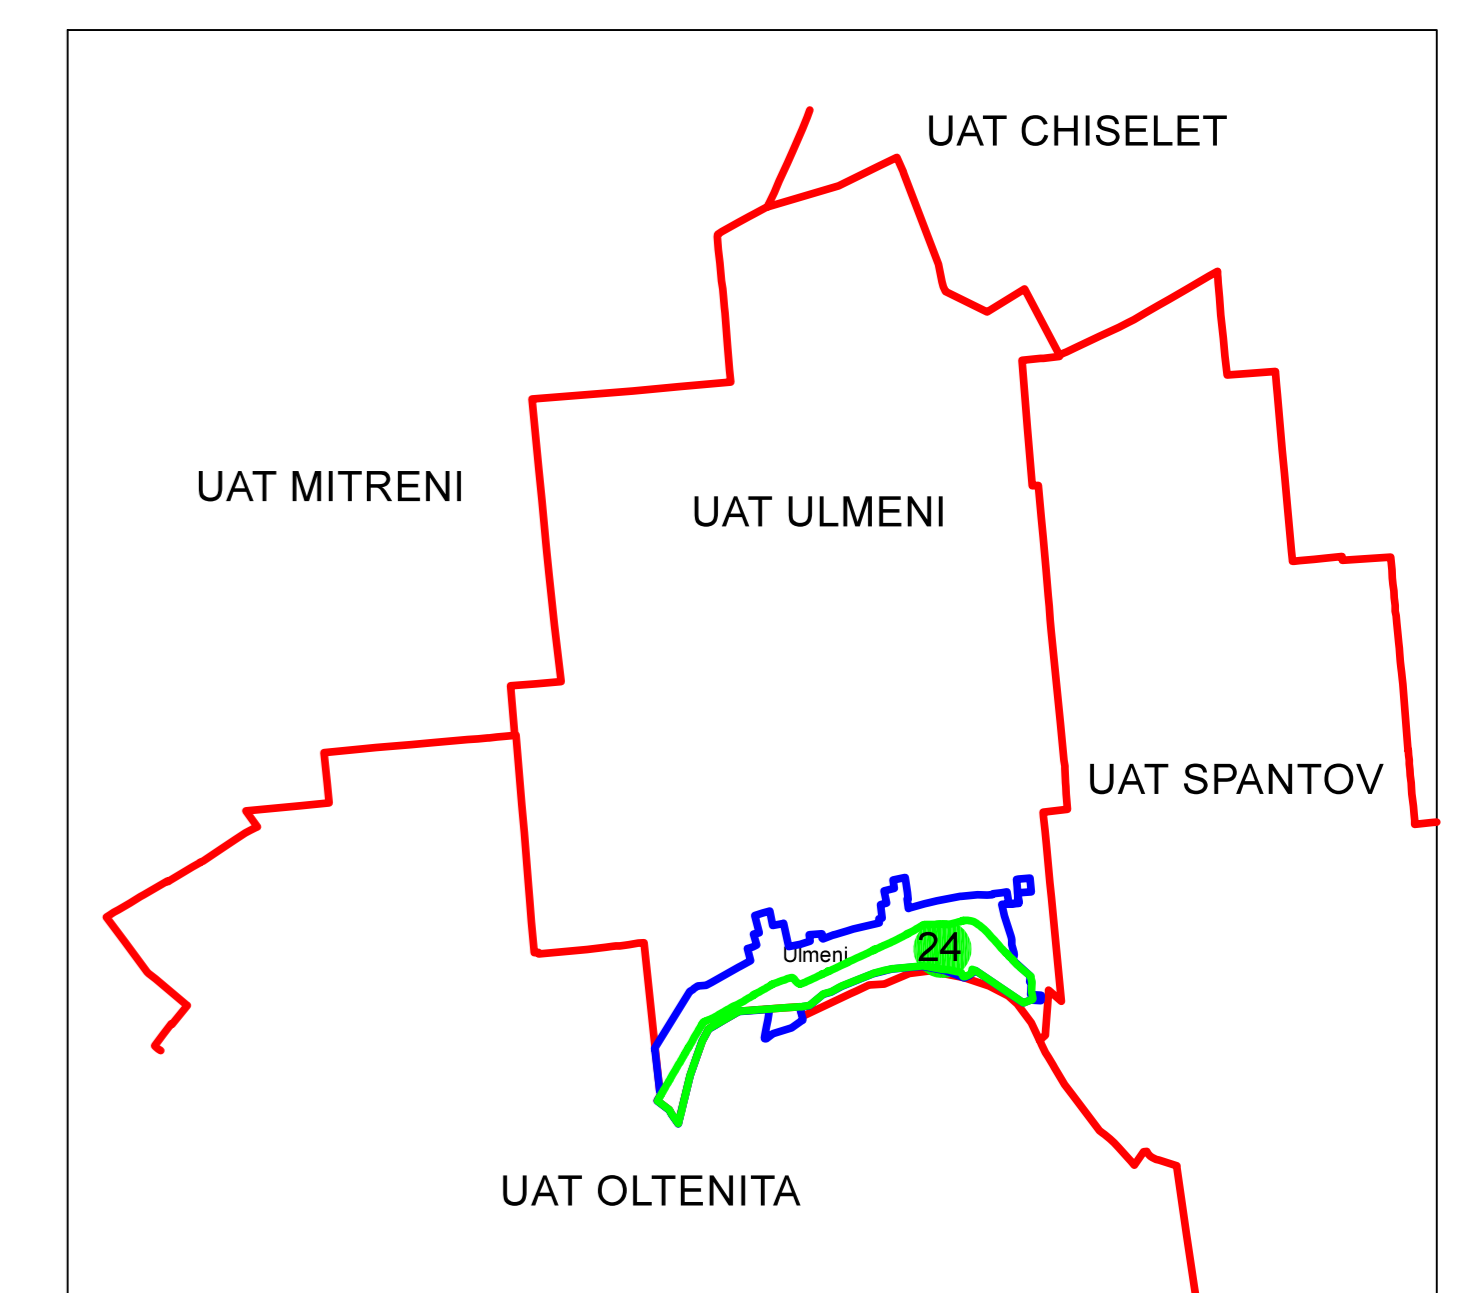 UAT CHISELET
UAT MITRENI
UAT ULMENI
UAT SPANTOV
24
Ulmeni
UAT OLTENITA